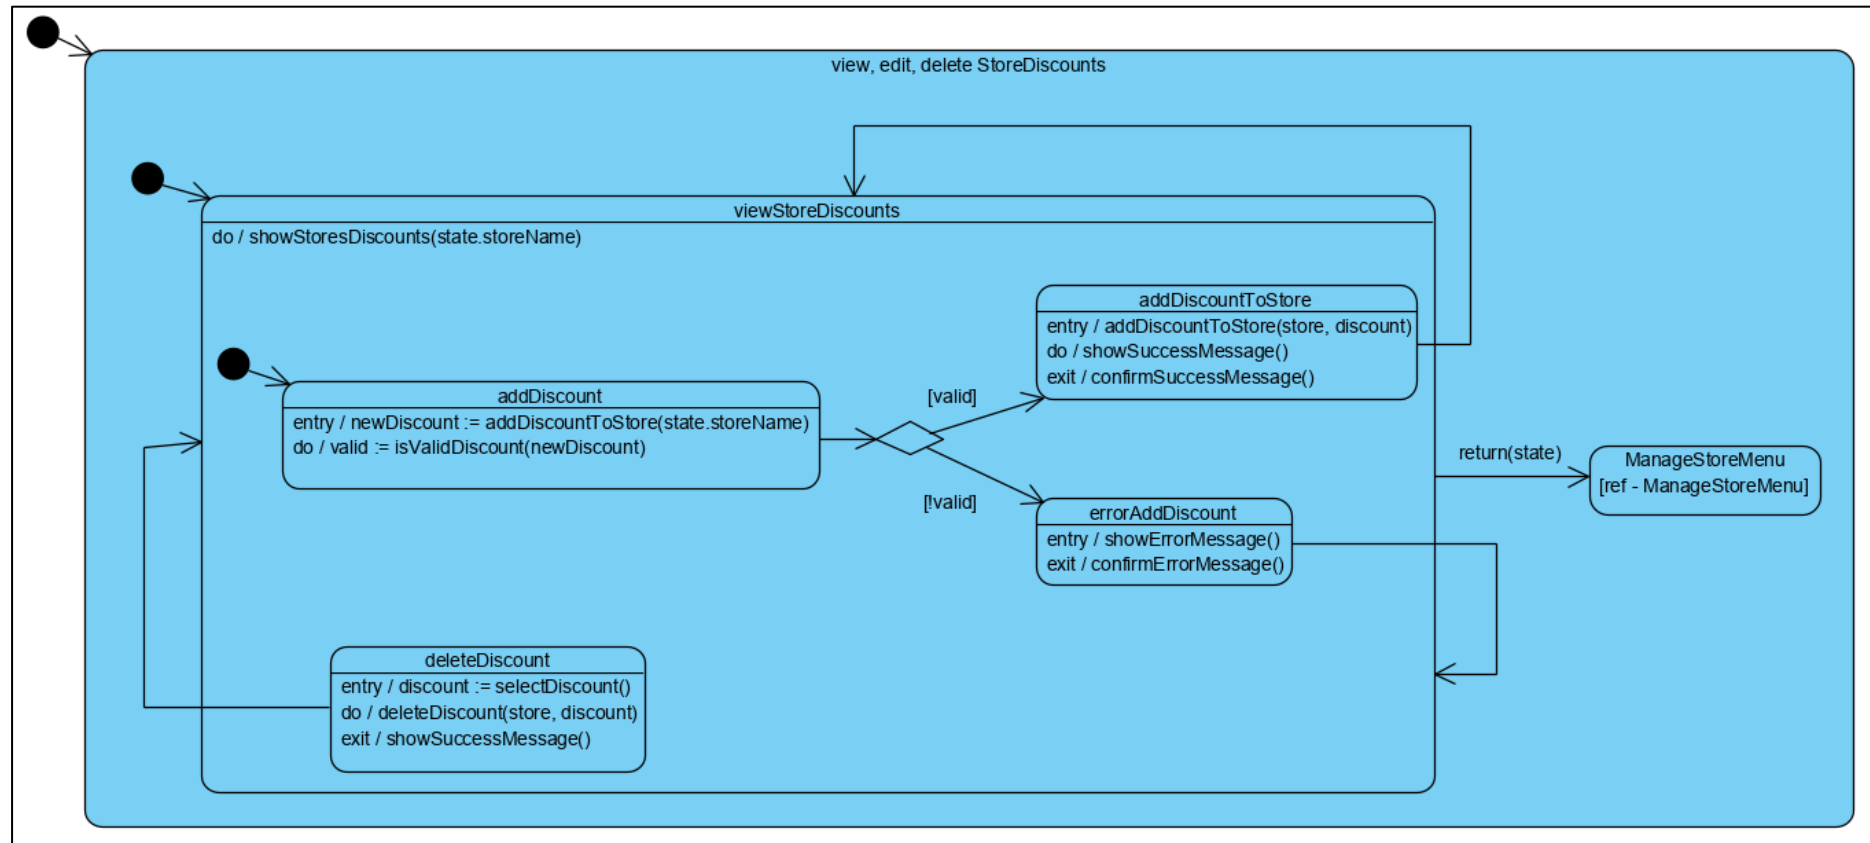 view, edit, delete StoreDiscounts
viewStoreDiscounts
do / showStoresDiscounts(state.storeName)
addDiscountToStore
entry / addDiscountToStore(store, discount)
do / showSuccessMessage()
exit / confirmSuccessMessage()
addDiscount
entry / newDiscount := addDiscountToStore(state.storeName)
do / valid := isValidDiscount(newDiscount)
[valid]
[!valid]
errorAddDiscount
entry / showErrorMessage()
exit / confirmErrorMessage()
return(state)
ManageStoreMenu
[ref - ManageStoreMenu]
deleteDiscount
entry / discount := selectDiscount()
do / deleteDiscount(store, discount)
exit / showSuccessMessage()